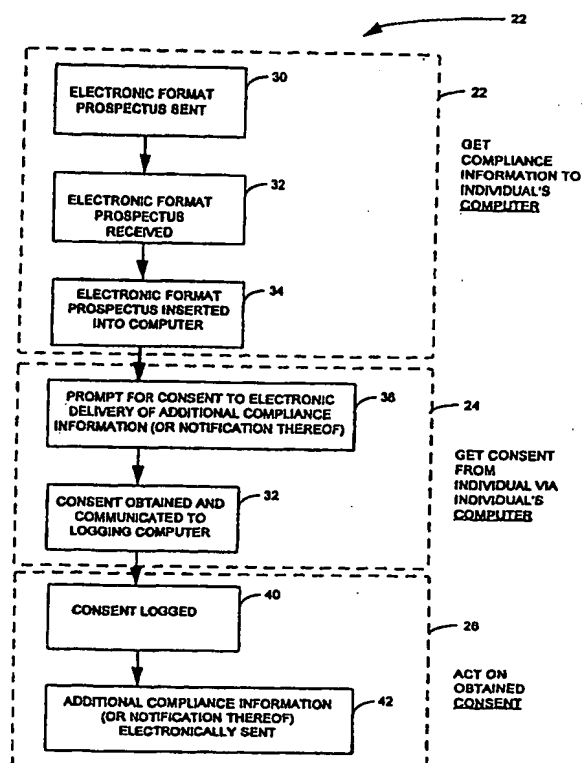 22
ELECTRONIC FORMAT
PROSPECTUS SENT
30
22
GET
COMPLIANCE
INFORMATION TO
INDIVIDUAL'S
COMPUTER
ELECTRONIC FORMAT
PROSPECTUS
RECEIVED
32
ELECTRONIC FORMAT
PROSPECTUS INSERTED
INTO COMPUTER
34
PROMPT FOR CONSENT TO ELECTRONIC
DELIVERY OF ADDITIONAL COMPLIANCE
INFORMATION (OR NOTIFICATION THEREOF)
36
24
GET CONSENT
FROM
INDIVIDUAL VIA
INDIVIDUAL'S
COMPUTER
CONSENT OBTAINED AND
COMMUNICATED TO
LOGGING COMPUTER
32
CONSENT LOGGED
40
26
ACT ON
OBTAINED
CONSENT
ADDITIONAL COMPLIANCE INFORMATION
(OR NOTIFICATION THEREOF)
ELECTRONICALLY SENT
42